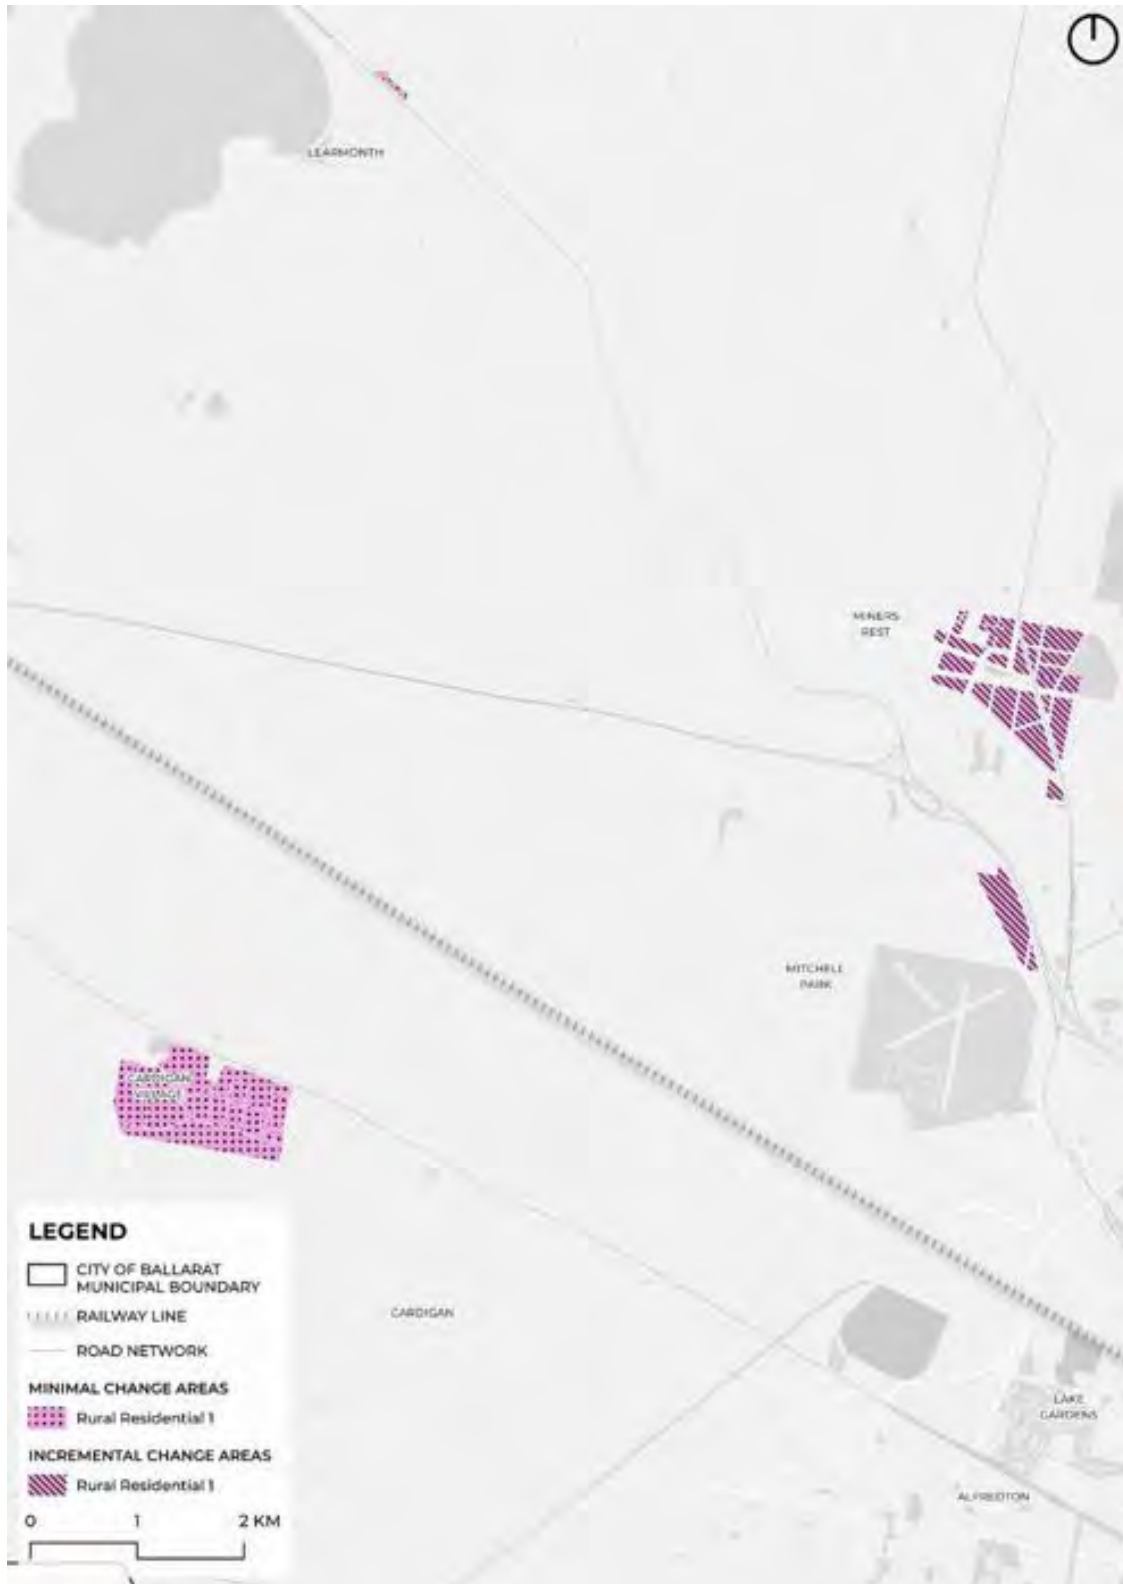 LEARMONTH
MINERS
REST
MITCHELL
PARK
CARDIGAN
VILLAGE
CARDIGAN
LAKE
GARDENS
ALFREDTON
LEGEND
CITY OF BALLARAT
MUNICIPAL BOUNDARY
RAILWAY LINE
ROAD NETWORK
MINIMAL CHANGE AREAS
Rural Residential 1
INCREMENTAL CHANGE AREAS
Rural Residential 1
0 1 2 KM